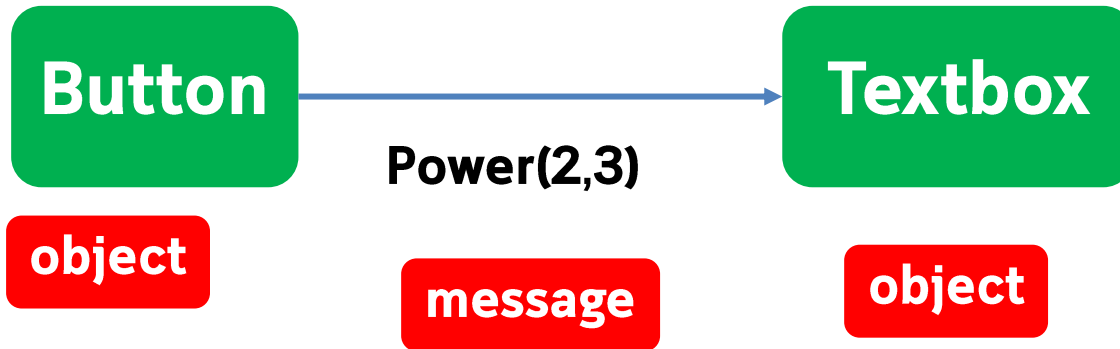 Button
Textbox
Power(2,3)
object
message
object